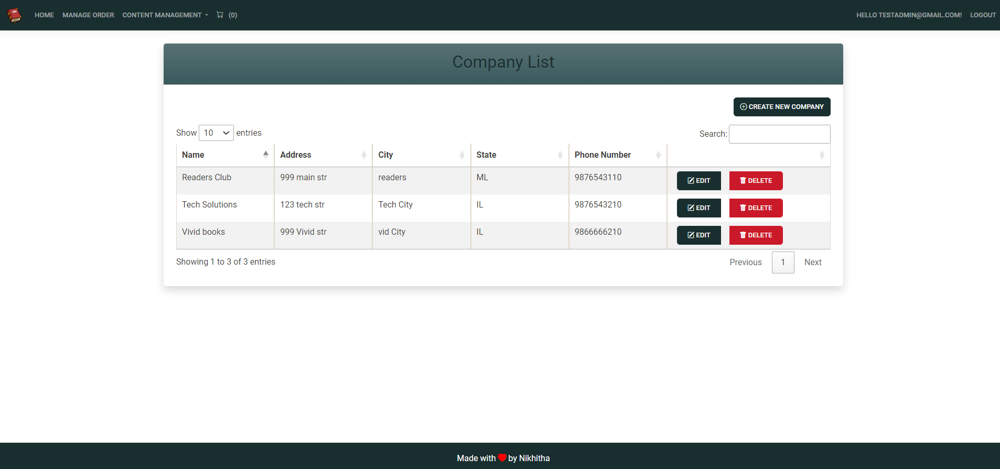 HOME MANAGE ORDER CONTENT MANAGEMENT (0) HELLO TESTADMIN@GMAIL.COM! LOGOUT
Company List
CREATE NEW COMPANY
Show 10 entries Search:
Name Address City State Phone Number
Readers Club 999 main str readers ML 9876543110 EDIT DELETE
Tech Solutions 123 tech str Tech City IL 9876543210 EDIT DELETE
Vivid books 999 Vivid str vid City IL 9866666210 EDIT DELETE
Showing 1 to 3 of 3 entries Previous 1 Next
Made with by Nikhitha